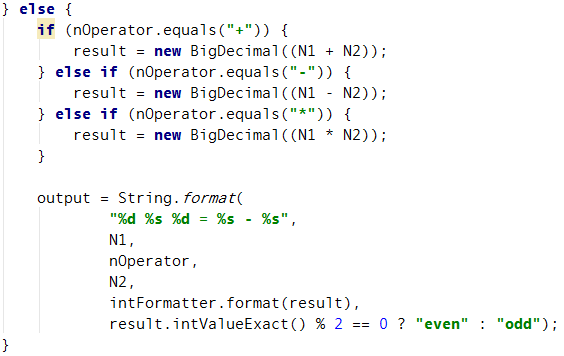 } else {
    if (nOperator.equals("+")) {
        result = new BigDecimal((N1 + N2));
    } else if (nOperator.equals("-")) {
        result = new BigDecimal((N1 - N2));
    } else if (nOperator.equals("*")) {
        result = new BigDecimal((N1 * N2));
    }

    output = String.format(
            "%d %s %d = %s - %s",
            N1,
            nOperator,
            N2,
            intFormatter.format(result),
            result.intValueExact() % 2 == 0 ? "even" : "odd");
}